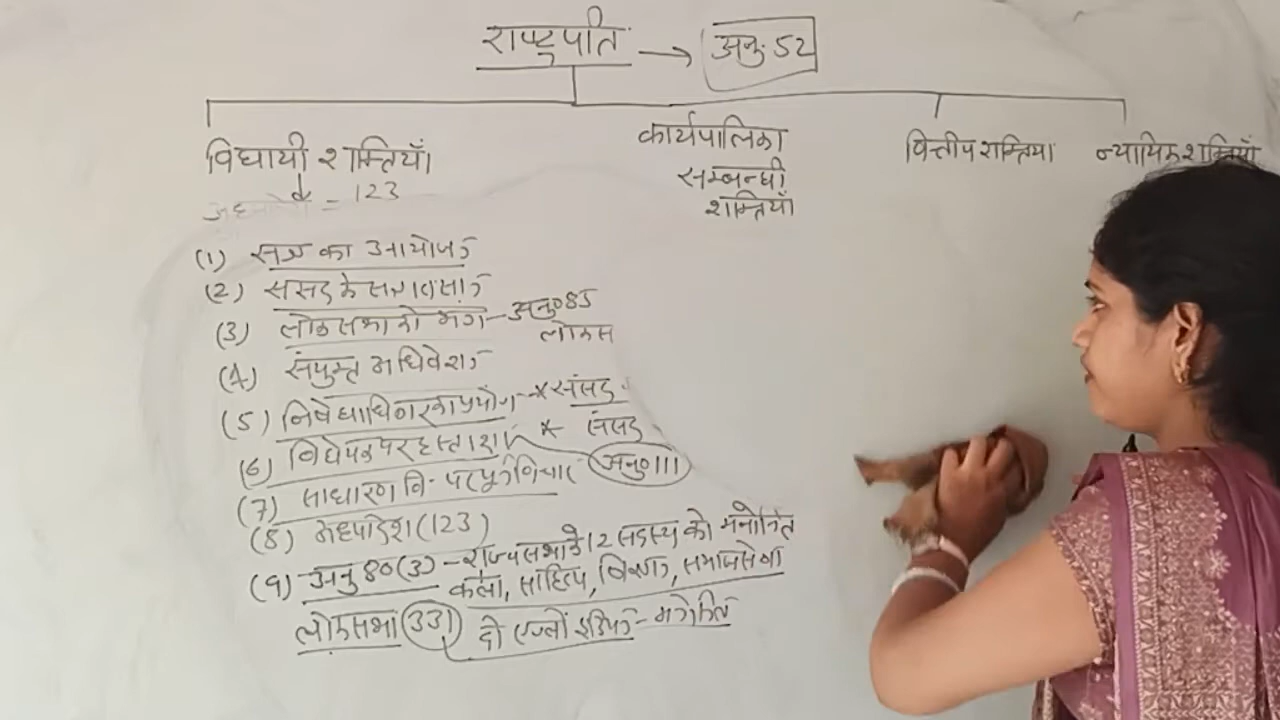 राष्ट्रपति → अनु. 52
विधायी शक्तियाँ
कार्यपालिका
सम्बन्धी
शक्तियाँ
वित्तीय शक्तिया
न्यायिक शक्तियाँ
= 123
(1) सत्र का आयोजन
(2) संसद के सत्रावसान
(3) लोकसभा को भंग - अनु० 85
लोकस
(4) संयुक्त अधिवेशन
(5) निषेधाधिकार का प्रयोग - * संसद
(6) विधेयक पर हस्ताक्षर * संसद
अनु० 111
(7) साधारण वि- पर पुनर्विचार
(8) अध्यादेश (123)
(9) अनु 80(3) - राज्यसभा के 12 सदस्य को मनोनित
कला, साहित्य, विज्ञान, समाजसेवा
लोकसभा (331) दो एंग्लो इंडियन - मनोनित